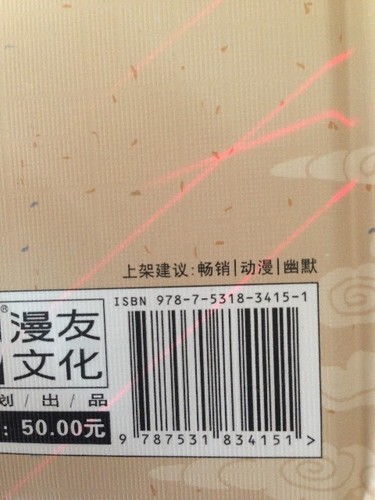 上架建议:畅销|动漫|幽默
ISBN 978-7-5318-3415-1
®
漫友
文化
划/出/品
: 50.00元
9 787531 834151 >